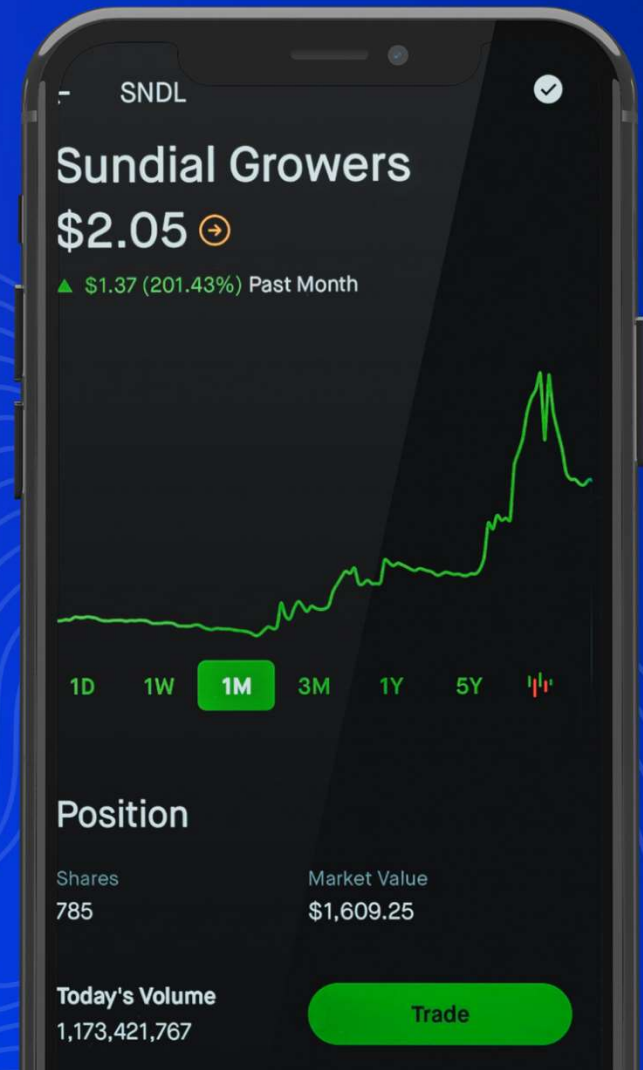 SNDL
Sundial Growers
$2.05
$1.37 (201.43%) Past Month
1D 1W 1M 3M 1Y 5Y
Position
Shares Market Value
785 $1,609.25
Today's Volume
1,173,421,767
Trade